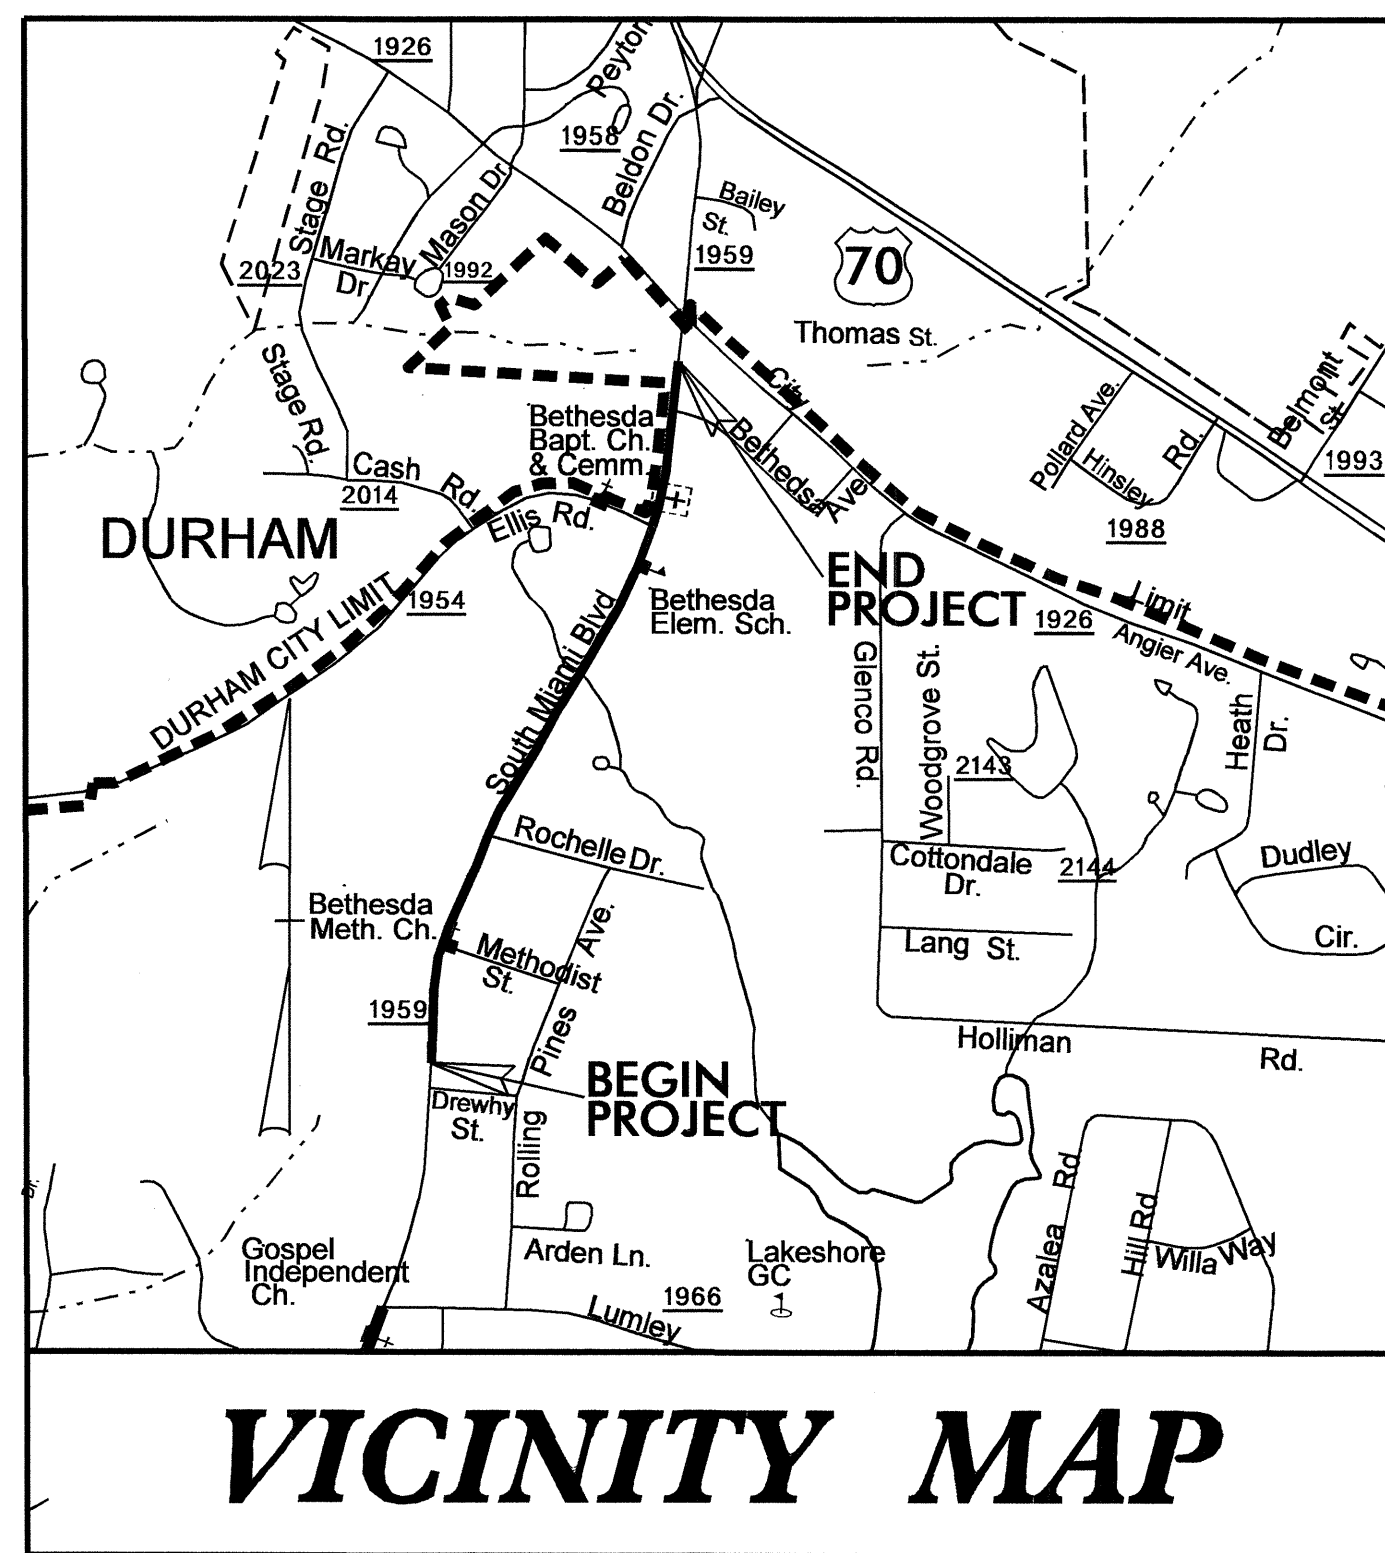 1926
Peyton
Stage Rd.
1958
Beldon Dr.
Mason Dr.
Bailey
St.
1959
Markay
Dr.
2023
1992
70
Thomas St.
Stage Rd.
City
Belmont
St.
Pollard Ave.
Hinsley
Rd.
1993
1988
Bethesda
Bapt. Ch.
& Cemm.
Bethedsa
Ave
Cash
Rd.
2014
Ellis Rd.
DURHAM
1954
DURHAM CITY LIMIT
END
PROJECT
Bethesda
Elem. Sch.
1926
Limit
Angier Ave.
South Miami Blvd
Glenco Rd.
Woodgrove St.
2143
Heath
Dr.
Rochelle Dr.
Cottondale
Dr.
2144
Dudley
Cir.
Bethesda
Meth. Ch.
Methodist
St.
Ave.
Pines
Rolling
Lang St.
1959
Holliman
Rd.
BEGIN
PROJECT
Drewhy
St.
Dr.
Azalea Rd
Hill Rd
Willa Way
Gospel
Independent
Ch.
Arden Ln.
Lakeshore
GC
1966
Lumley
VICINITY MAP